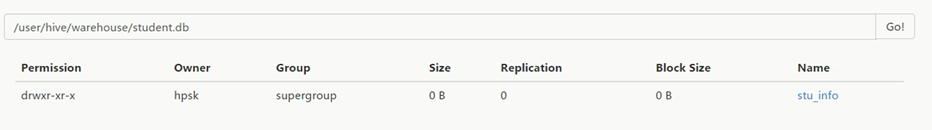 /user/hive/warehouse/student.db Go!
Permission Owner Group Size Replication Block Size Name
drwxr-xr-x hpsk supergroup 0 B 0 0 B stu_info